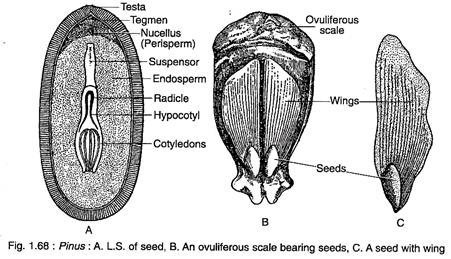 Testa
Tegmen
Nucellus
(Perisperm)
Suspensor
Endosperm
Radicle
Hypocotyl
Cotyledons
A
Ovuliferous
scale
Wings
Seeds
B
C
Fig. 1.68 : Pinus : A. L.S. of seed, B. An ovuliferous scale bearing seeds, C. A seed with wing